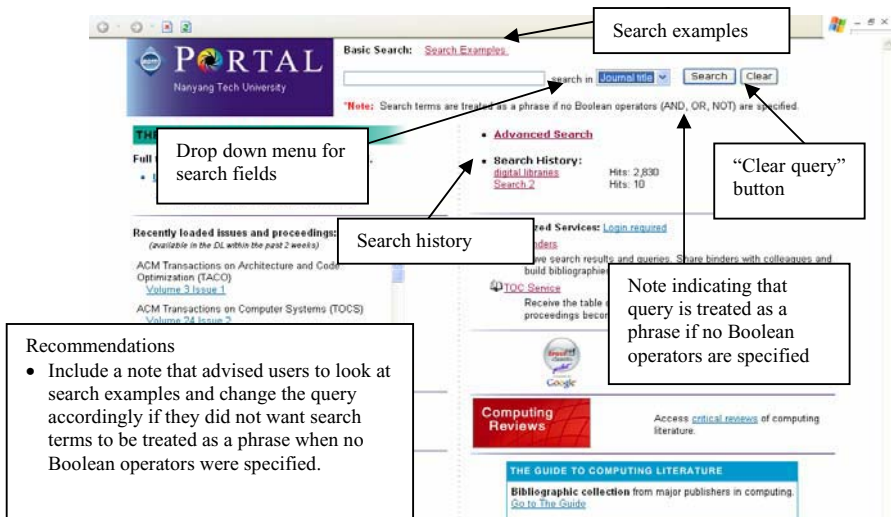 Search examples
Basic Search: Search Examples
PORTAL
Nanyang Tech University
search in Journal title Search Clear
*Note: Search terms are treated as a phrase if no Boolean operators (AND, OR, NOT) are specified.
TH
Full
Drop down menu for
search fields
• Advanced Search
• Search History:
digital libraries Hits: 2,830
Search 2 Hits: 10
"Clear query"
button
Search history
Recently loaded issues and proceedings:
(available in the DL within the past 2 weeks)
ACM Transactions on Architecture and Code
Optimization (TACO)
Volume 3 Issue 1
ACM Transactions on Computer Systems (TOCS)
Volume 24 Issue 2
zed Services: Login required
nders
ve search results and queries. Share binders with colleagues and
build bibliographies
TOC Service
Receive the table
proceedings becom
Note indicating that
query is treated as a
phrase if no Boolean
operators are specified
Recommendations
• Include a note that advised users to look at
search examples and change the query
accordingly if they did not want search
terms to be treated as a phrase when no
Boolean operators were specified.
Google
Computing
Reviews
Access critical reviews of computing
literature.
THE GUIDE TO COMPUTING LITERATURE
Bibliographic collection from major publishers in computing.
Go to The Guide